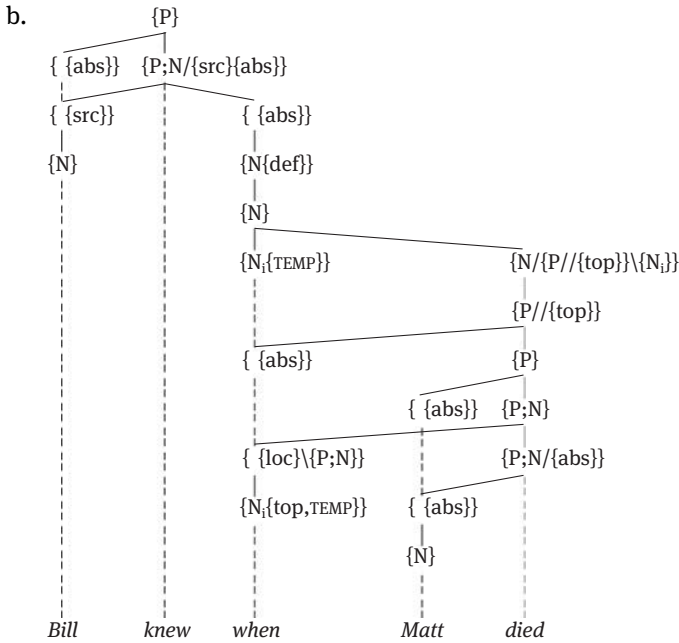 b.
{P}
{ {abs}} {P;N/{src}{abs}}
{ {src}} { {abs}}
{N} {N{def}}
{N}
{Nᵢ{TEMP}} {N/{P//{top}}\{Nᵢ}}
{P//{top}}
{ {abs}} {P}
{ {abs}} {P;N}
{ {loc}\{P;N}} {P;N/{abs}}
{Nᵢ{top,TEMP}} { {abs}}
{N}
Bill knew when Matt died